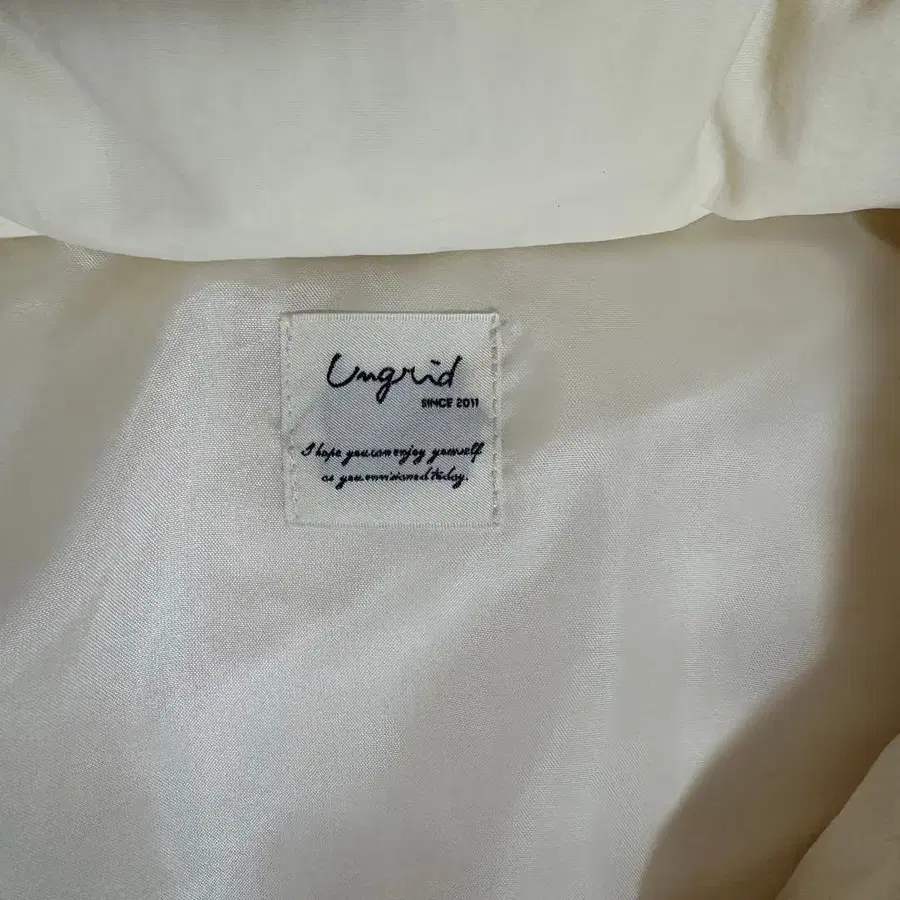 Ungrid
SINCE 2011
I hope you can enjoy yourself
as you envisioned today.